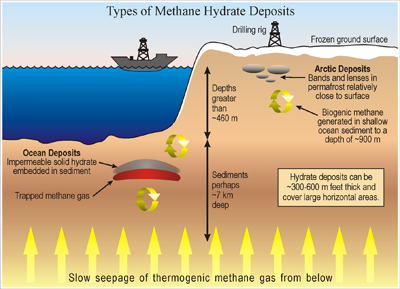 Types of Methane Hydrate Deposits
Drilling rig
Frozen ground surface
Arctic Deposits
Bands and lenses in
permafrost relatively
close to surface
Depths
greater
than
~460 m
Biogenic methane
generated in shallow
ocean sediment to a
depth of ~900 m
Ocean Deposits
Impermeable solid hydrate
embedded in sediment
Trapped methane gas
Sediments
perhaps
~7 km
deep
Hydrate deposits can be
~300-600 m feet thick and
cover large horizontal areas.
Slow seepage of thermogenic methane gas from below